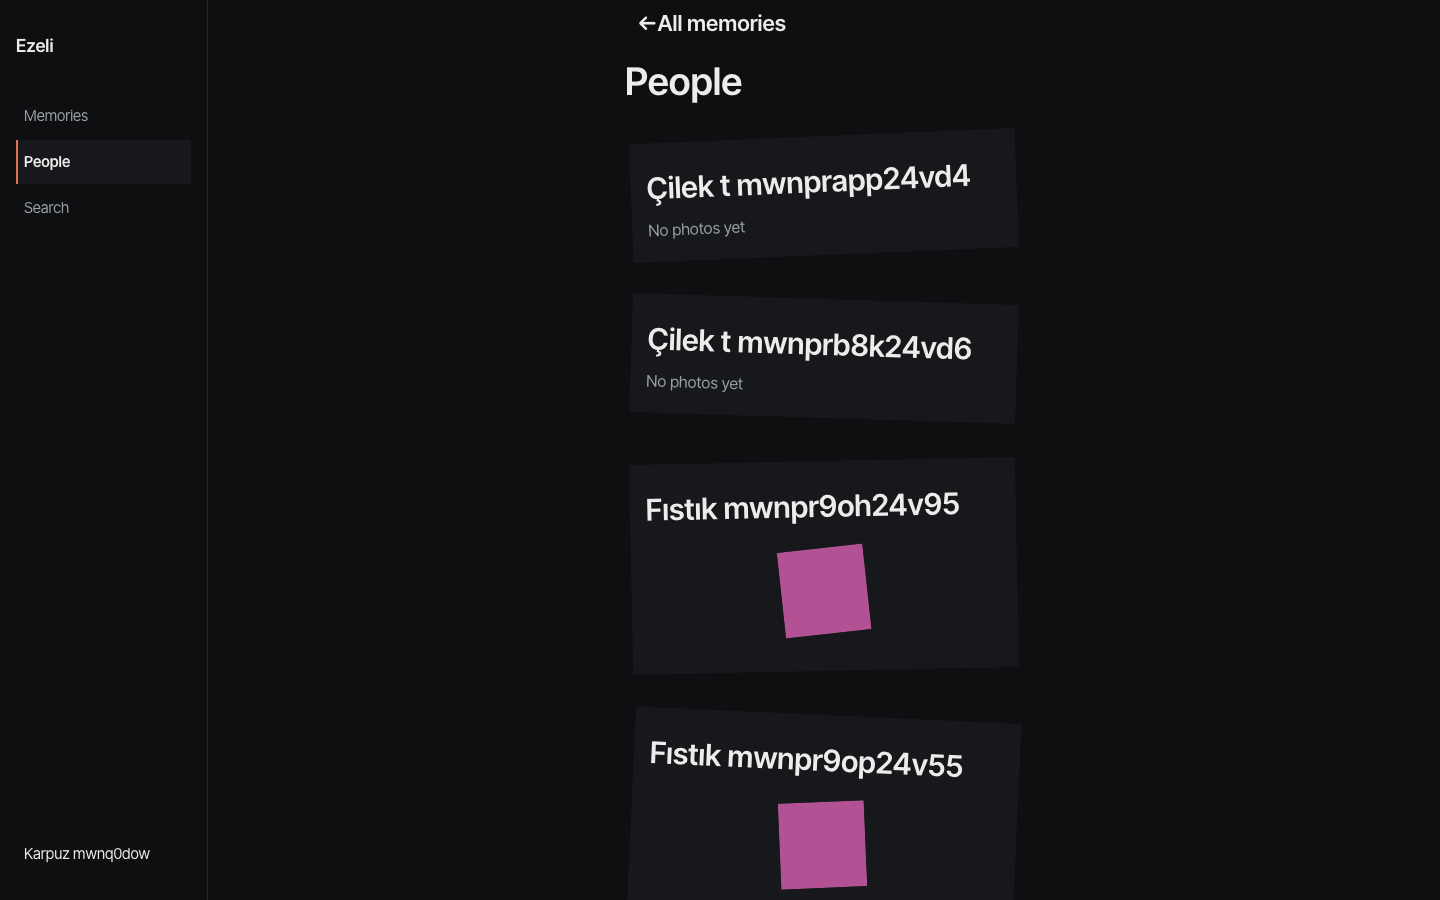 Ezeli
Memories
People
Search
Karpuz mwnq0dow
←All memories
People
Çilek t mwnprapp24vd4
No photos yet
Çilek t mwnprb8k24vd6
No photos yet
Fıstık mwnpr9oh24v95
Fıstık mwnpr9op24v55